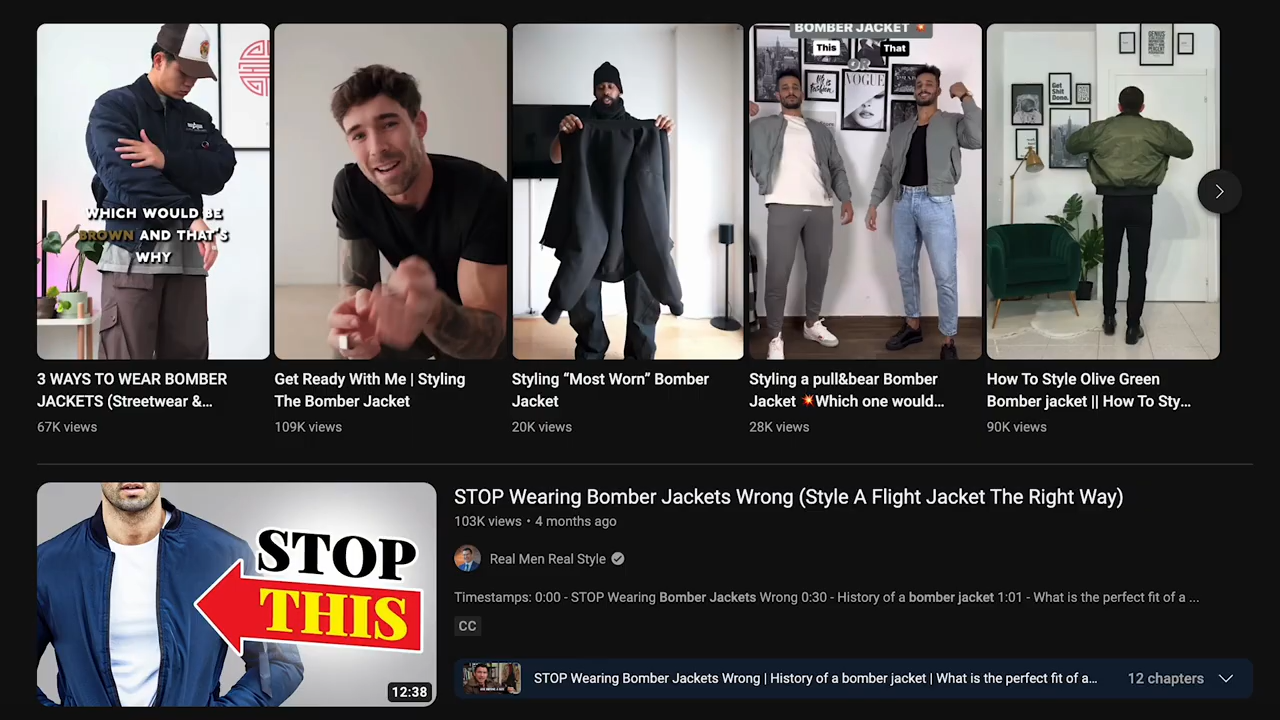 WHICH WOULD BE
BROWN AND THAT'S
WHY
BOMBER JACKET 💥
This
That
OR
VOGUE
Get
Shit
Done.
3 WAYS TO WEAR BOMBER
JACKETS (Streetwear &...
67K views
Get Ready With Me | Styling
The Bomber Jacket
109K views
Styling “Most Worn” Bomber
Jacket
20K views
Styling a pull&bear Bomber
Jacket 💥Which one would...
28K views
How To Style Olive Green
Bomber jacket || How To Sty...
90K views
STOP
THIS
12:38
STOP Wearing Bomber Jackets Wrong (Style A Flight Jacket The Right Way)
103K views • 4 months ago
Real Men Real Style
Timestamps: 0:00 - STOP Wearing Bomber Jackets Wrong 0:30 - History of a bomber jacket 1:01 - What is the perfect fit of a ...
CC
STOP Wearing Bomber Jackets Wrong | History of a bomber jacket | What is the perfect fit of a...
12 chapters